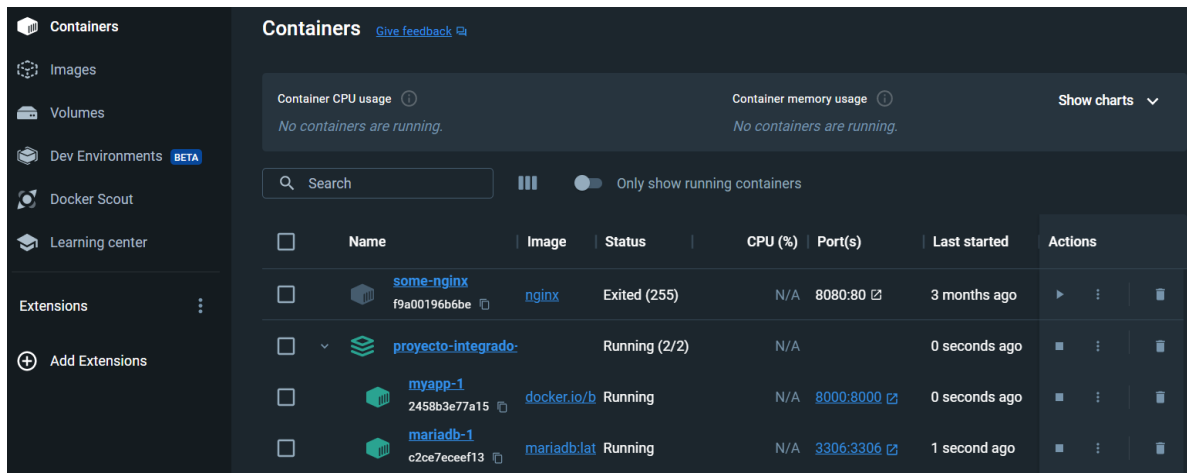 Containers
Images
Volumes
Dev Environments BETA
Docker Scout
Learning center
Extensions
Add Extensions
Containers Give feedback
Container CPU usage
No containers are running.
Container memory usage
No containers are running.
Show charts
Search
Only show running containers
Name Image Status CPU (%) Port(s) Last started Actions
some-nginx
f9a00196b6be
nginx Exited (255) N/A 8080:80 3 months ago
proyecto-integrado- Running (2/2) N/A 0 seconds ago
myapp-1
2458b3e77a15
docker.io/b Running N/A 8000:8000 0 seconds ago
mariadb-1
c2ce7eceef13
mariadb:lat Running N/A 3306:3306 1 second ago